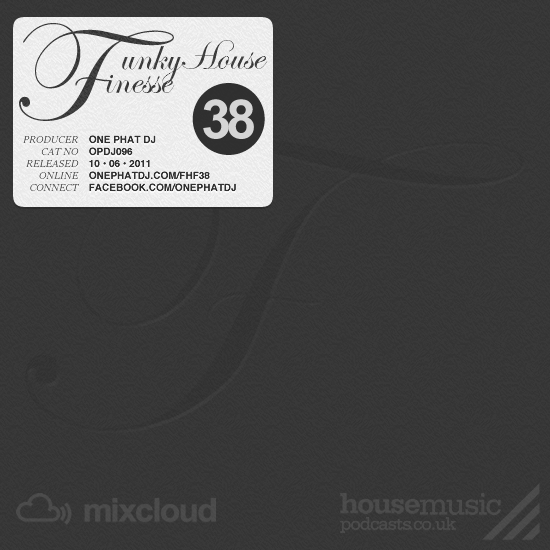 Funky House
Finesse
38
PRODUCER ONE PHAT DJ
CAT NO OPDJ096
RELEASED 10 • 06 • 2011
ONLINE ONEPHATDJ.COM/FHF38
CONNECT FACEBOOK.COM/ONEPHATDJ
mixcloud
housemusic
podcasts.co.uk